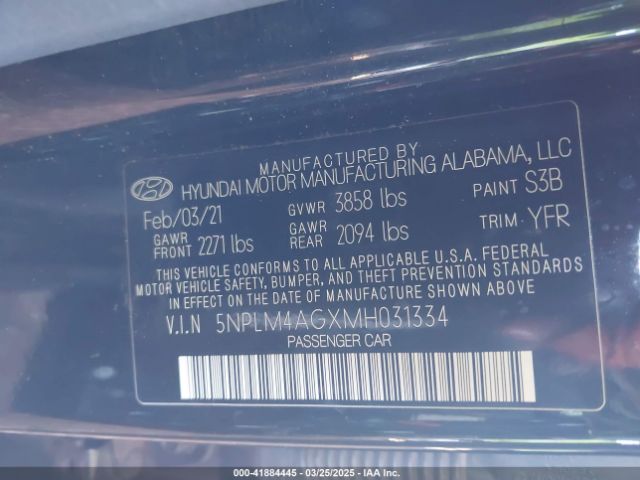 MANUFACTURED BY
HYUNDAI MOTOR MANUFACTURING ALABAMA, LLC
Feb/03/21 GVWR 3858 lbs PAINT S3B
GAWR FRONT 2271 lbs GAWR REAR 2094 lbs TRIM YFR
THIS VEHICLE CONFORMS TO ALL APPLICABLE U.S.A. FEDERAL
MOTOR VEHICLE SAFETY, BUMPER, AND THEFT PREVENTION STANDARDS
IN EFFECT ON THE DATE OF MANUFACTURE SHOWN ABOVE
V.I.N 5NPLM4AGXMH031334
PASSENGER CAR
000-41884445 - 03/25/2025 - IAA Inc.